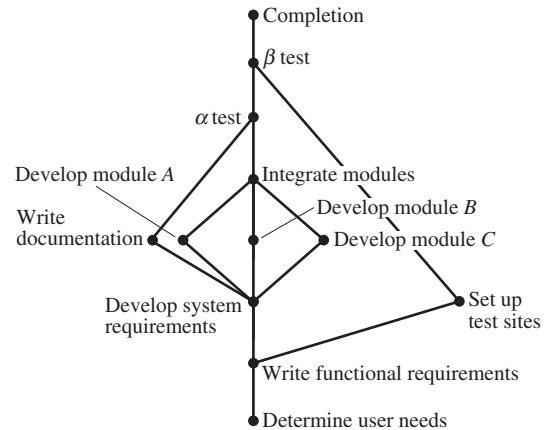 Completion
β test
α test
Develop module A
Integrate modules
Develop module B
Write
documentation
Develop module C
Develop system
requirements
Set up
test sites
Write functional requirements
Determine user needs